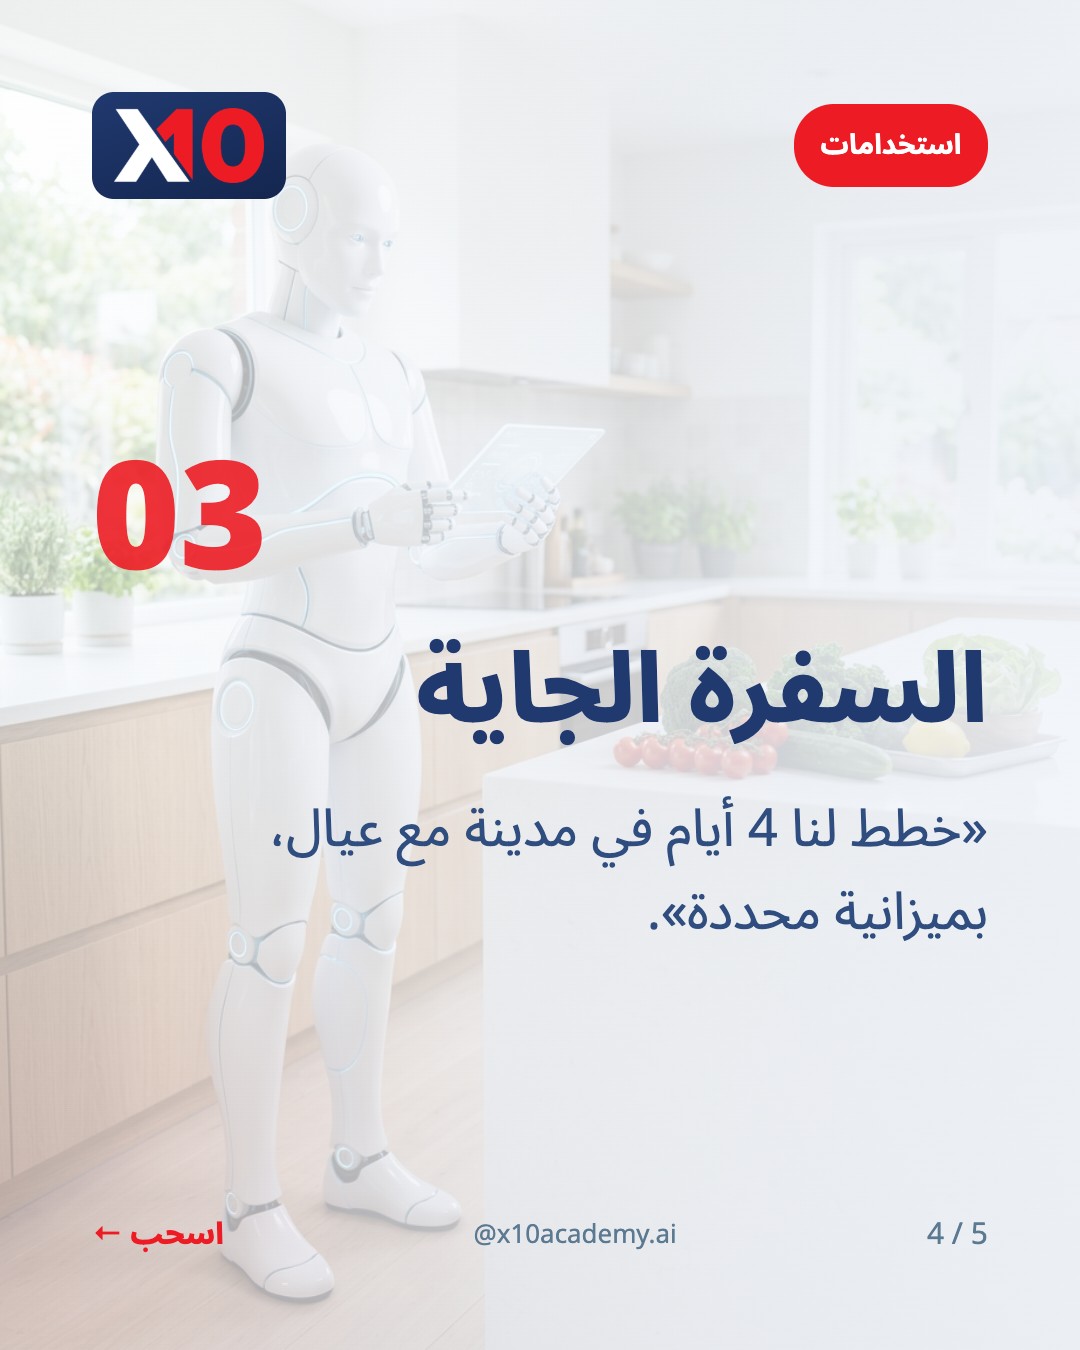 X10
استخدامات
03
السفرة الجاية
«خطط لنا 4 أيام في مدينة مع عيال،
بميزانية محددة».
اسحب ←
@x10academy.ai
4 / 5